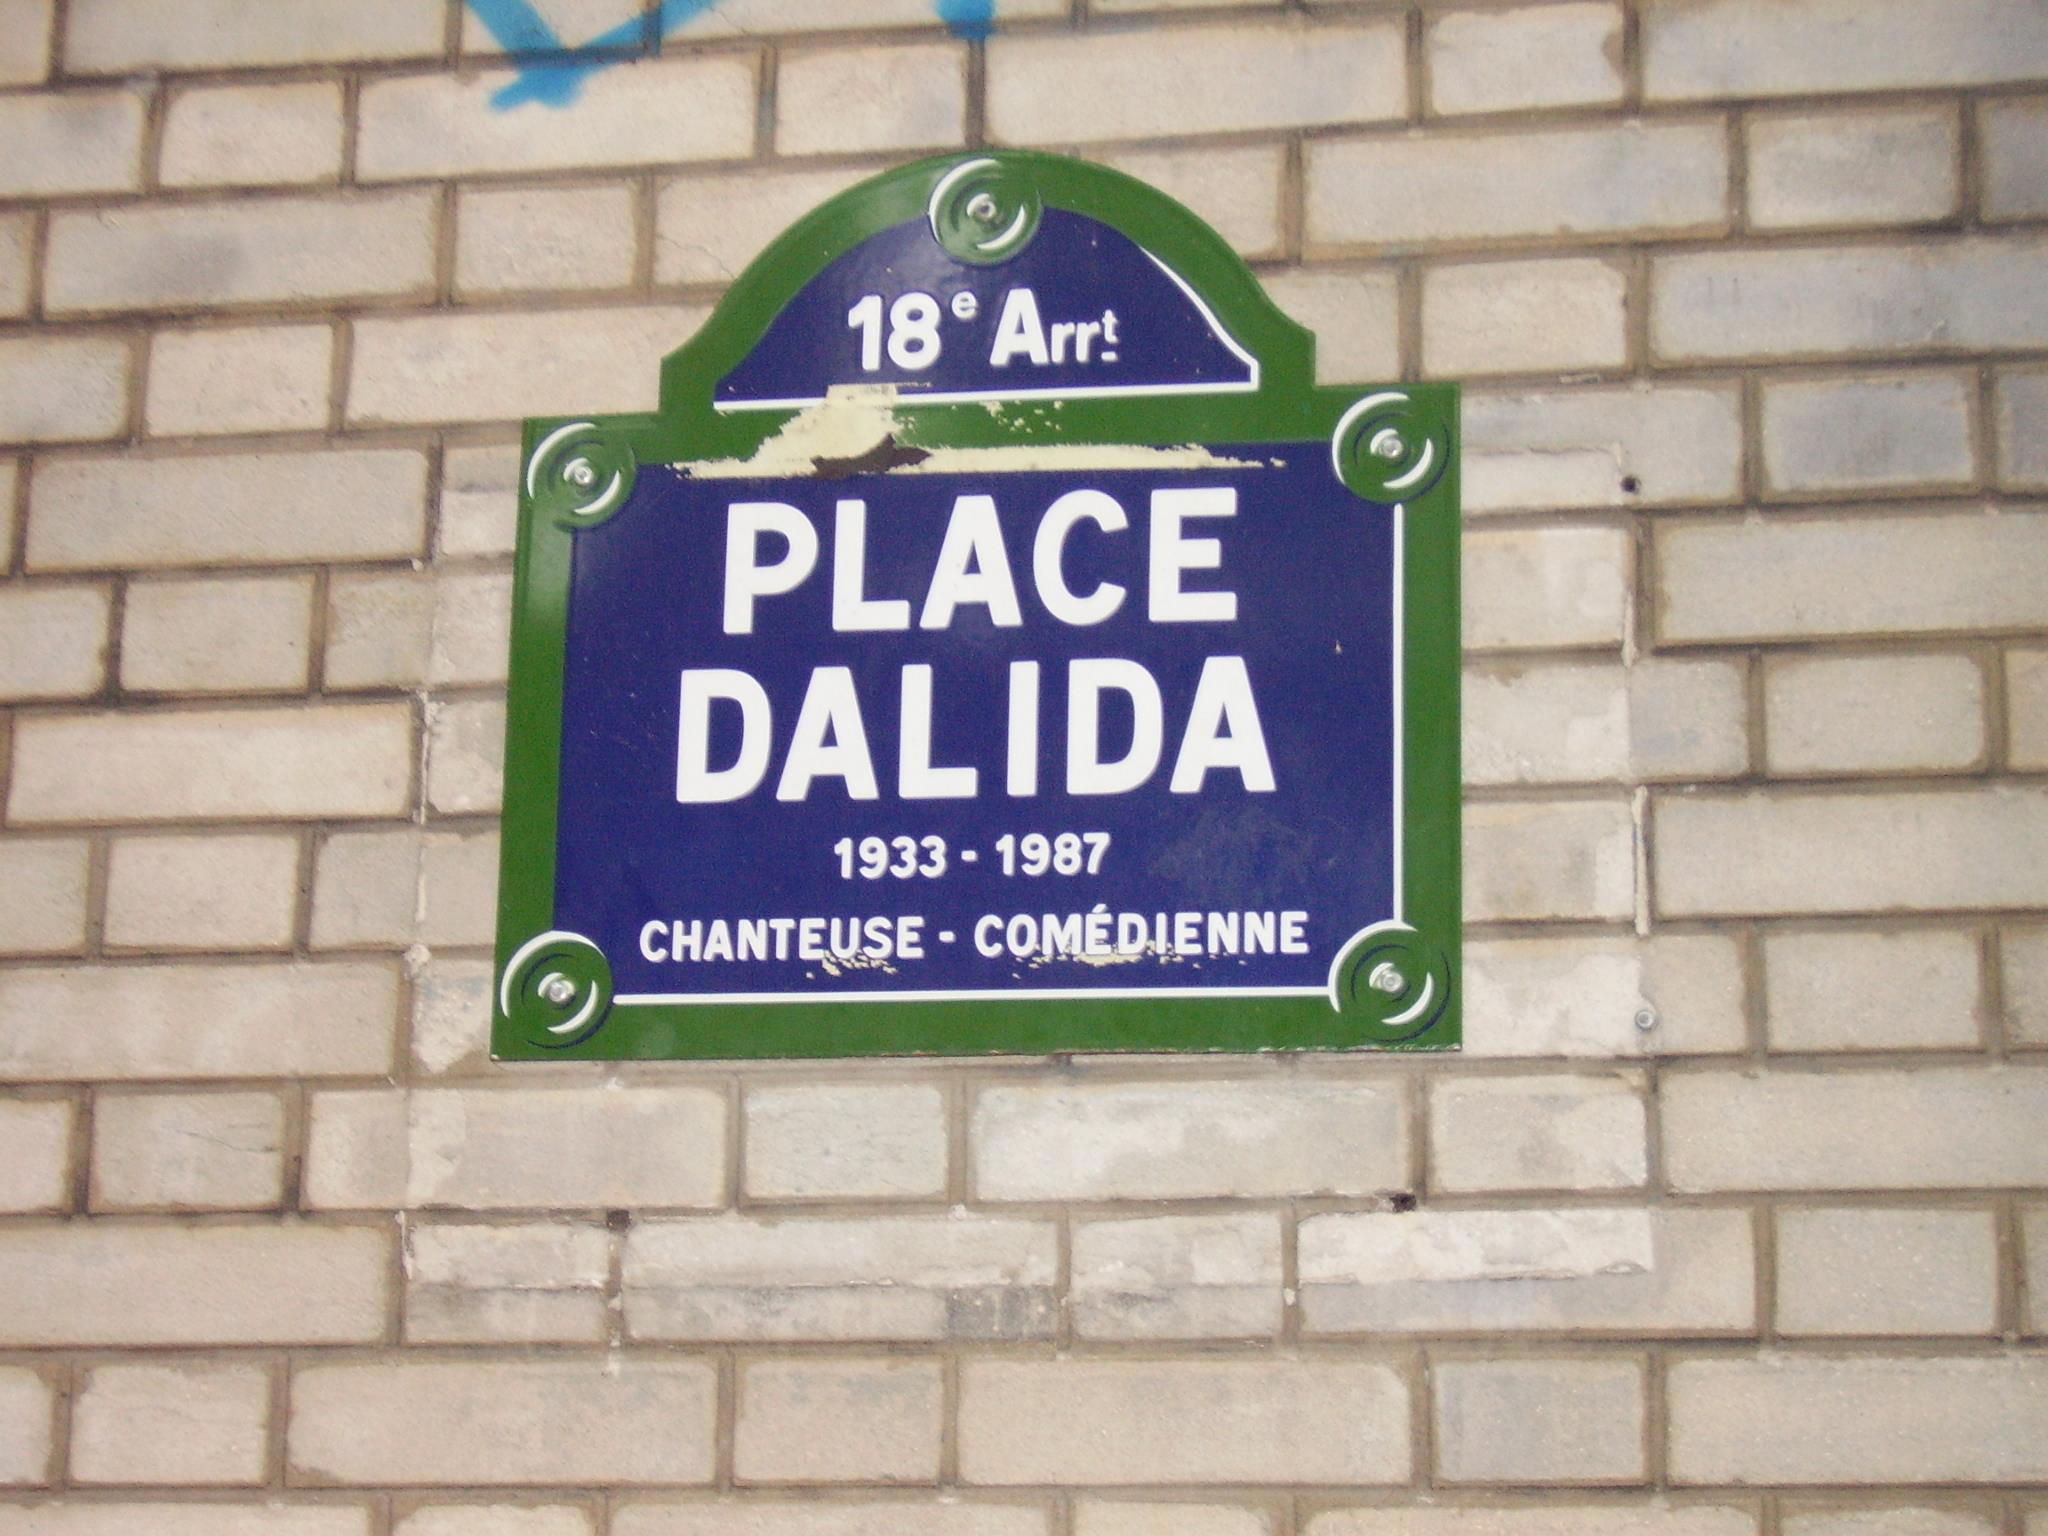 18e Arrt
PLACE
DALIDA
1933 - 1987
CHANTEUSE - COMÉDIENNE